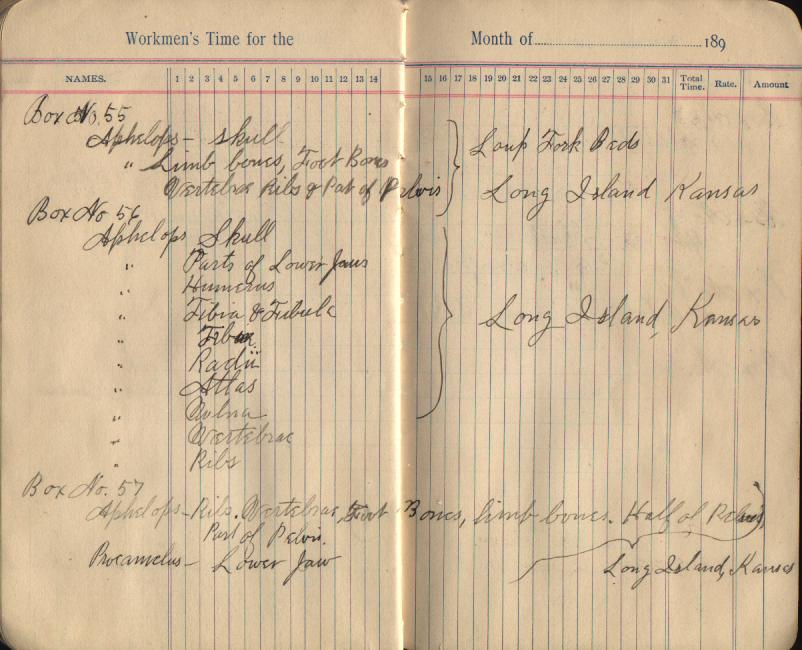 Workmen's Time for the Month of 189
NAMES. 1 2 3 4 5 6 7 8 9 10 11 12 13 14 15 16 17 18 19 20 21 22 23 24 25 26 27 28 29 30 31 Total Time. Rate. Amount
Box No. 55
Aphelops - Skull
" Limb bones, Foot Bones
Vertebrae Ribs & Part of Pelvis
Loup Fork Beds
Long Island Kansas
Box No 56
Aphelops Skull
" Parts of Lower Jaws
" Humerus
" Tibia & Fibula
" 
" Radii
" Atlas
" 
" Vertebrae
" Ribs
Long Island, Kansas
Box No. 57
Aphelops - Ribs. Vertebrae, Foot Bones, limb bones. Half of Pelvis,
Part of Pelvis.
Procamelus - Lower Jaw
Long Island, Kansas